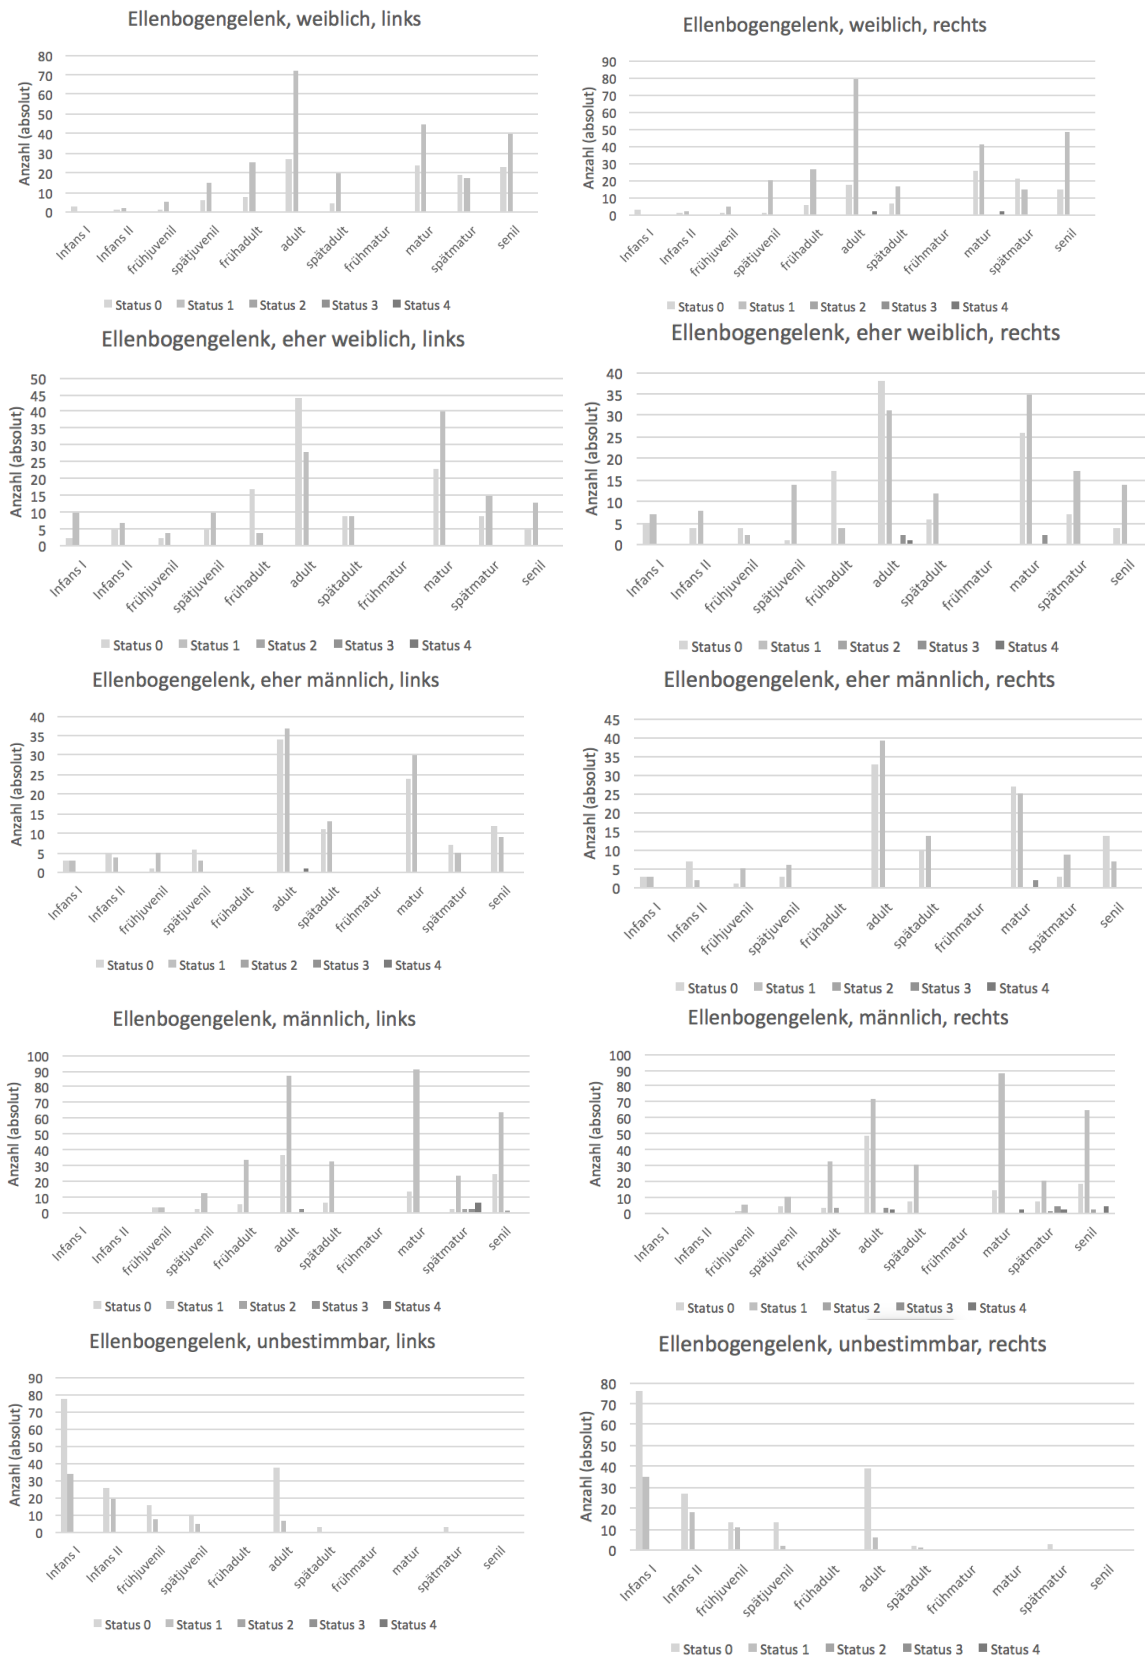 Ellenbogengelenk, weiblich, links
Anzahl (absolut)
80
70
60
50
40
30
20
10
0
Infans I
Infans II
frühjuvenil
spätjuvenil
frühadult
adult
spätadult
frühmatur
matur
spätmatur
senil
Status 0 Status 1 Status 2 Status 3 Status 4
Ellenbogengelenk, weiblich, rechts
Anzahl (absolut)
90
80
70
60
50
40
30
20
10
0
Infans I
Infans II
frühjuvenil
spätjuvenil
frühadult
adult
spätadult
frühmatur
matur
spätmatur
senil
Status 0 Status 1 Status 2 Status 3 Status 4
Ellenbogengelenk, eher weiblich, links
Anzahl (absolut)
50
45
40
35
30
25
20
15
10
5
0
Infans I
Infans II
frühjuvenil
spätjuvenil
frühadult
adult
spätadult
frühmatur
matur
spätmatur
senil
Status 0 Status 1 Status 2 Status 3 Status 4
Ellenbogengelenk, eher weiblich, rechts
Anzahl (absolut)
40
35
30
25
20
15
10
5
0
Infans I
Infans II
frühjuvenil
spätjuvenil
frühadult
adult
spätadult
frühmatur
matur
spätmatur
senil
Status 0 Status 1 Status 2 Status 3 Status 4
Ellenbogengelenk, eher männlich, links
Anzahl (absolut)
40
35
30
25
20
15
10
5
0
Infans I
Infans II
frühjuvenil
spätjuvenil
frühadult
adult
spätadult
frühmatur
matur
spätmatur
senil
Status 0 Status 1 Status 2 Status 3 Status 4
Ellenbogengelenk, eher männlich, rechts
Anzahl (absolut)
45
40
35
30
25
20
15
10
5
0
Infans I
Infans II
frühjuvenil
spätjuvenil
frühadult
adult
spätadult
frühmatur
matur
spätmatur
senil
Status 0 Status 1 Status 2 Status 3 Status 4
Ellenbogengelenk, männlich, links
Anzahl (absolut)
100
90
80
70
60
50
40
30
20
10
0
Infans I
Infans II
frühjuvenil
spätjuvenil
frühadult
adult
spätadult
frühmatur
matur
spätmatur
senil
Status 0 Status 1 Status 2 Status 3 Status 4
Ellenbogengelenk, männlich, rechts
Anzahl (absolut)
100
90
80
70
60
50
40
30
20
10
0
Infans I
Infans II
frühjuvenil
spätjuvenil
frühadult
adult
spätadult
frühmatur
matur
spätmatur
senil
Status 0 Status 1 Status 2 Status 3 Status 4
Ellenbogengelenk, unbestimmbar, links
Anzahl (absolut)
90
80
70
60
50
40
30
20
10
0
Infans I
Infans II
frühjuvenil
spätjuvenil
frühadult
adult
spätadult
frühmatur
matur
spätmatur
senil
Status 0 Status 1 Status 2 Status 3 Status 4
Ellenbogengelenk, unbestimmbar, rechts
Anzahl (absolut)
80
70
60
50
40
30
20
10
0
Infans I
Infans II
frühjuvenil
spätjuvenil
frühadult
adult
spätadult
frühmatur
matur
spätmatur
senil
Status 0 Status 1 Status 2 Status 3 Status 4